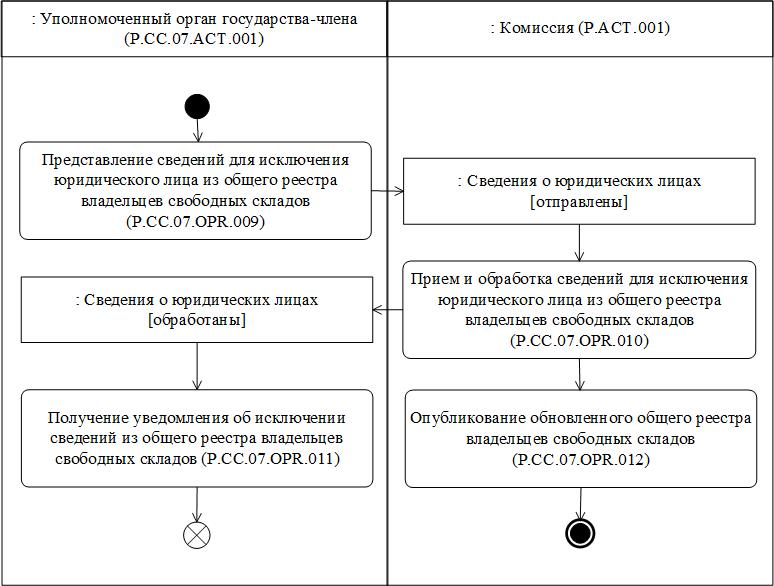 : Уполномоченный орган государства-члена
(P.CC.07.ACT.001)
: Комиссия (P.ACT.001)
Представление сведений для исключения
юридического лица из общего реестра
владельцев свободных складов
(P.CC.07.OPR.009)
: Сведения о юридических лицах
[отправлены]
Прием и обработка сведений для исключения
юридического лица из общего реестра
владельцев свободных складов
(P.CC.07.OPR.010)
: Сведения о юридических лицах
[обработаны]
Получение уведомления об исключении
сведений из общего реестра владельцев
свободных складов (P.CC.07.OPR.011)
Опубликование обновленного общего реестра
владельцев свободных складов
(P.CC.07.OPR.012)